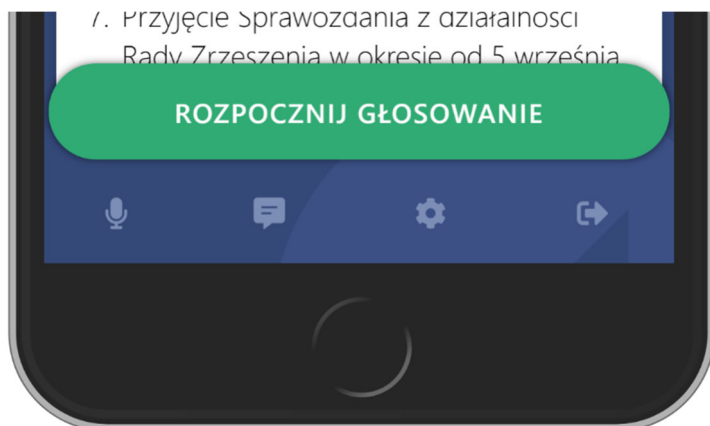 7. Przyjęcie Sprawozdania z działalności
Rady Zrzeszenia w okresie od 5 września
ROZPOCZNIJ GŁOSOWANIE